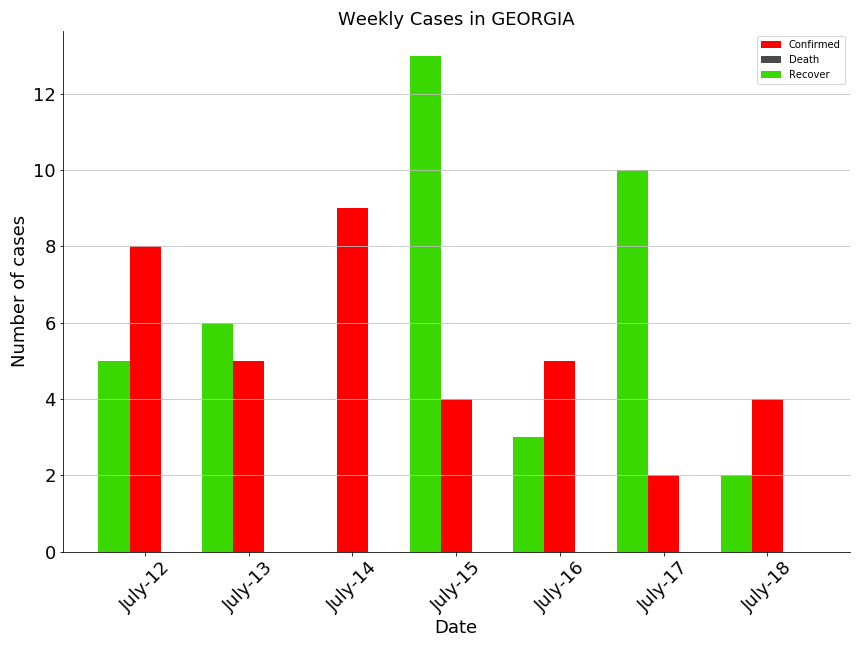 Weekly Cases in GEORGIA
Confirmed
Death
Recover
Number of cases
12
10
8
6
4
2
0
July-12
July-13
July-14
July-15
July-16
July-17
July-18
Date